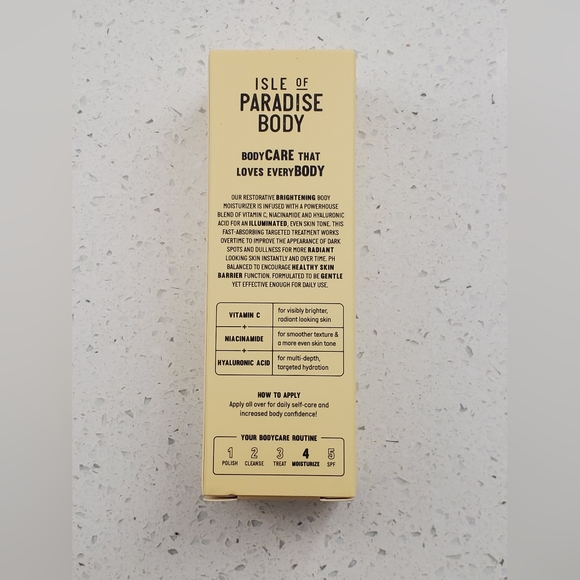 ISLE OF
PARADISE
BODY
BODYCARE THAT
LOVES EVERYBODY
OUR RESTORATIVE BRIGHTENING BODY
MOISTURIZER IS INFUSED WITH A POWERHOUSE
BLEND OF VITAMIN C, NIACINAMIDE AND HYALURONIC
ACID FOR AN ILLUMINATED, EVEN SKIN TONE. THIS
FAST-ABSORBING TARGETED TREATMENT WORKS
OVERTIME TO IMPROVE THE APPEARANCE OF DARK
SPOTS AND DULLNESS FOR MORE RADIANT
LOOKING SKIN INSTANTLY AND OVER TIME. PH
BALANCED TO ENCOURAGE HEALTHY SKIN
BARRIER FUNCTION. FORMULATED TO BE GENTLE
YET EFFECTIVE ENOUGH FOR DAILY USE.
VITAMIN C for visibly brighter,
radiant looking skin
+
NIACINAMIDE for smoother texture &
a more even skin tone
+
HYALURONIC ACID for multi-depth,
targeted hydration
HOW TO APPLY
Apply all over for daily self-care and
increased body confidence!
YOUR BODYCARE ROUTINE
1 2 3 4 5
POLISH CLEANSE TREAT MOISTURIZE SPF